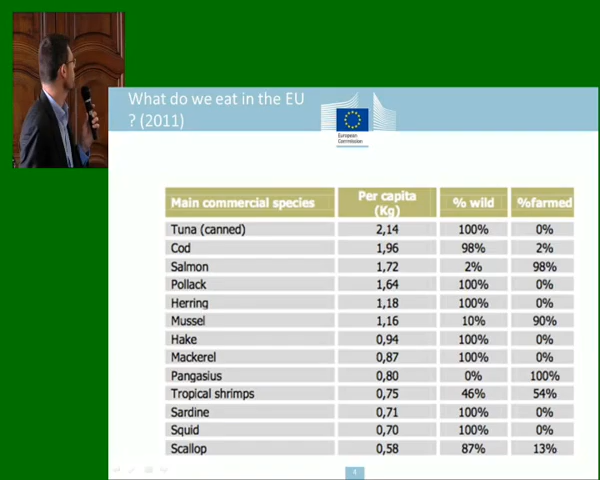 What do we eat in the EU
? (2011)
European
Commission
Main commercial species Per capita (Kg) % wild %farmed
Tuna (canned) 2,14 100% 0%
Cod 1,96 98% 2%
Salmon 1,72 2% 98%
Pollack 1,64 100% 0%
Herring 1,18 100% 0%
Mussel 1,16 10% 90%
Hake 0,94 100% 0%
Mackerel 0,87 100% 0%
Pangasius 0,80 0% 100%
Tropical shrimps 0,75 46% 54%
Sardine 0,71 100% 0%
Squid 0,70 100% 0%
Scallop 0,58 87% 13%
4